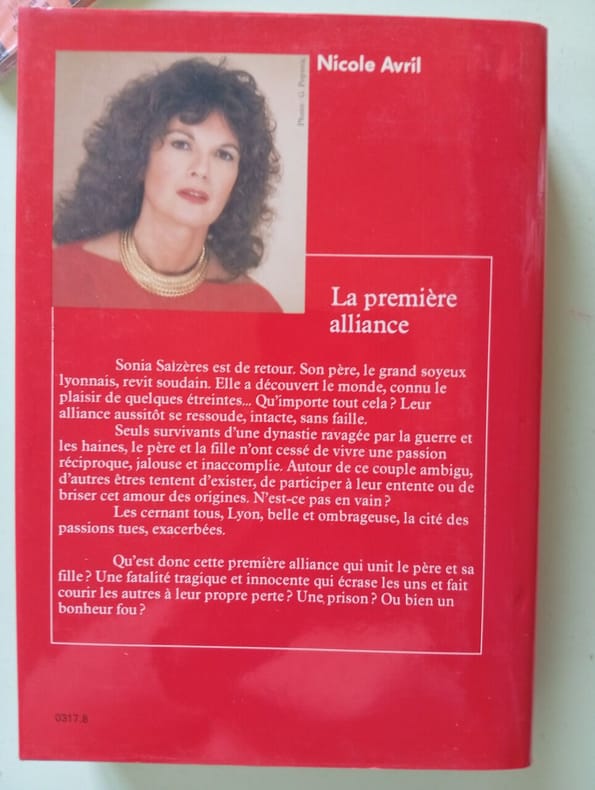 Nicole Avril
Photo : G. Popovic
La première
alliance
Sonia Salzères est de retour. Son père, le grand soyeux
lyonnais, revit soudain. Elle a découvert le monde, connu le
plaisir de quelques étreintes... Qu'importe tout cela ? Leur
alliance aussitôt se ressoude, intacte, sans faille.
Seuls survivants d'une dynastie ravagée par la guerre et
les haines, le père et la fille n'ont cessé de vivre une passion
réciproque, jalouse et inaccomplie. Autour de ce couple ambigu,
d'autres êtres tentent d'exister, de participer à leur entente ou de
briser cet amour des origines. N'est-ce pas en vain ?
Les cernant tous, Lyon, belle et ombrageuse, la cité des
passions tues, exacerbées.
Qu'est donc cette première alliance qui unit le père et sa
fille ? Une fatalité tragique et innocente qui écrase les uns et fait
courir les autres à leur propre perte ? Une prison ? Ou bien un
bonheur fou ?
0317.8